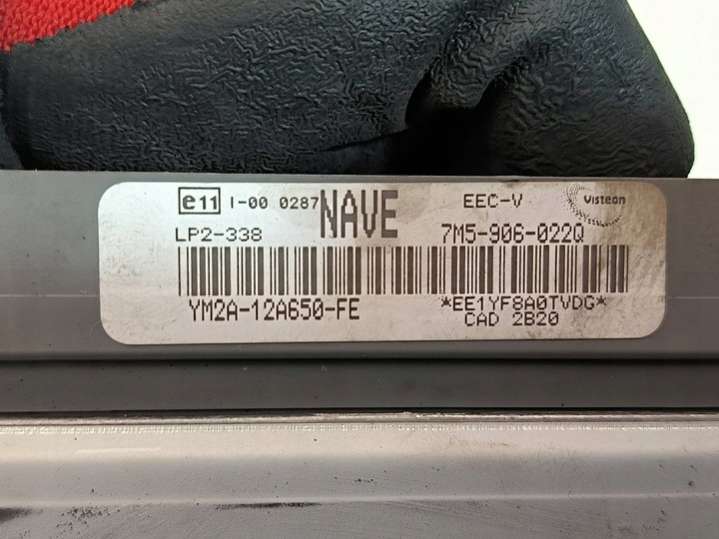 e11 I-00 0287 NAVE EEC-V Visteon
LP2-338 7M5-906-022Q
YM2A-12A650-FE *EE1YF8A0TVDG*
CAD 2B20